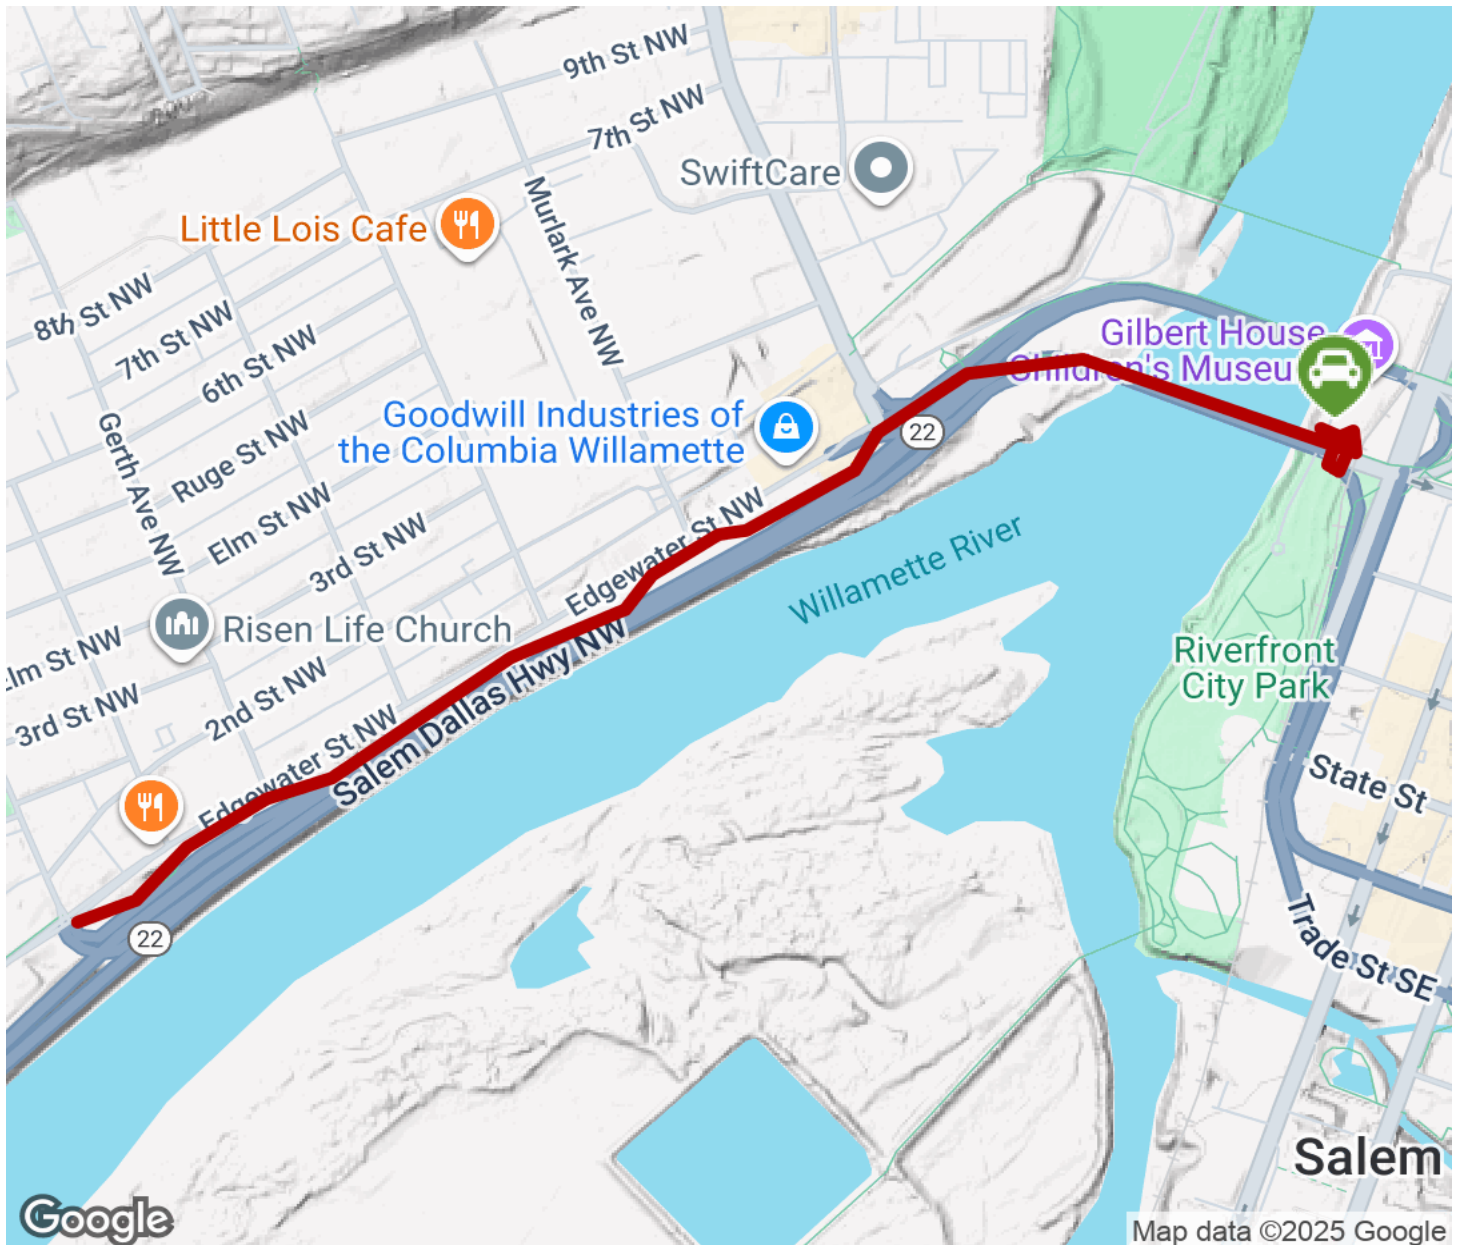 9th St NW
7th St NW
SwiftCare
Little Lois Cafe
Murlark Ave NW
8th St NW
7th St NW
6th St NW
Gilbert House
Children's Museu
Gerth Ave NW
Ruge St NW
Goodwill Industries of
the Columbia Willamette
22
Elm St NW
3rd St NW
Edgewater St NW
Willamette River
Risen Life Church
Elm St NW
3rd St NW
2nd St NW
Salem Dallas Hwy NW
Riverfront
City Park
Edgewater St NW
State St
22
Trade St SE
Salem
Google
Map data ©2025 Google